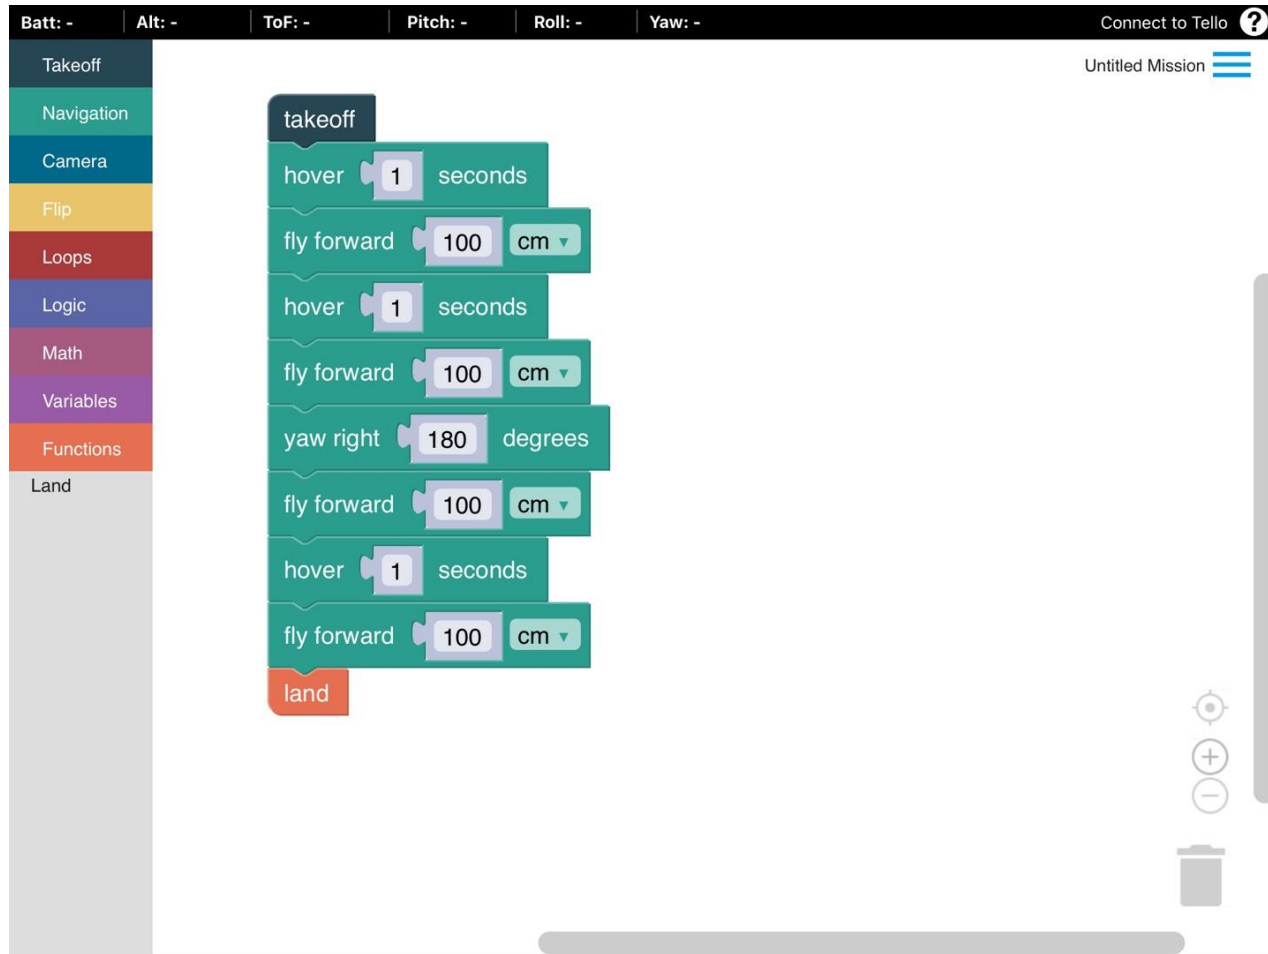 Batt: - Alt: - ToF: - Pitch: - Roll: - Yaw: - Connect to Tello ?
Untitled Mission
Takeoff
Navigation
Camera
Flip
Loops
Logic
Math
Variables
Functions
Land
takeoff
hover 1 seconds
fly forward 100 cm
hover 1 seconds
fly forward 100 cm
yaw right 180 degrees
fly forward 100 cm
hover 1 seconds
fly forward 100 cm
land